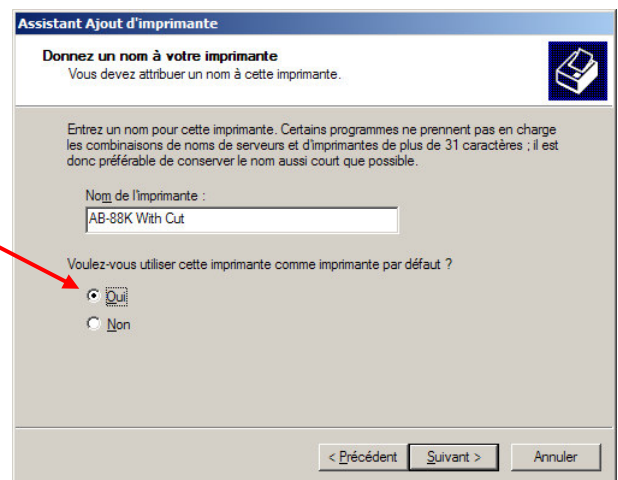 Assistant Ajout d'imprimante
Donnez un nom à votre imprimante
Vous devez attribuer un nom à cette imprimante.
Entrez un nom pour cette imprimante. Certains programmes ne prennent pas en charge
les combinaisons de noms de serveurs et d'imprimantes de plus de 31 caractères ; il est
donc préférable de conserver le nom aussi court que possible.
Nom de l'imprimante :
AB-88K With Cut
Voulez-vous utiliser cette imprimante comme imprimante par défaut ?
Oui
Non
< Précédent Suivant > Annuler